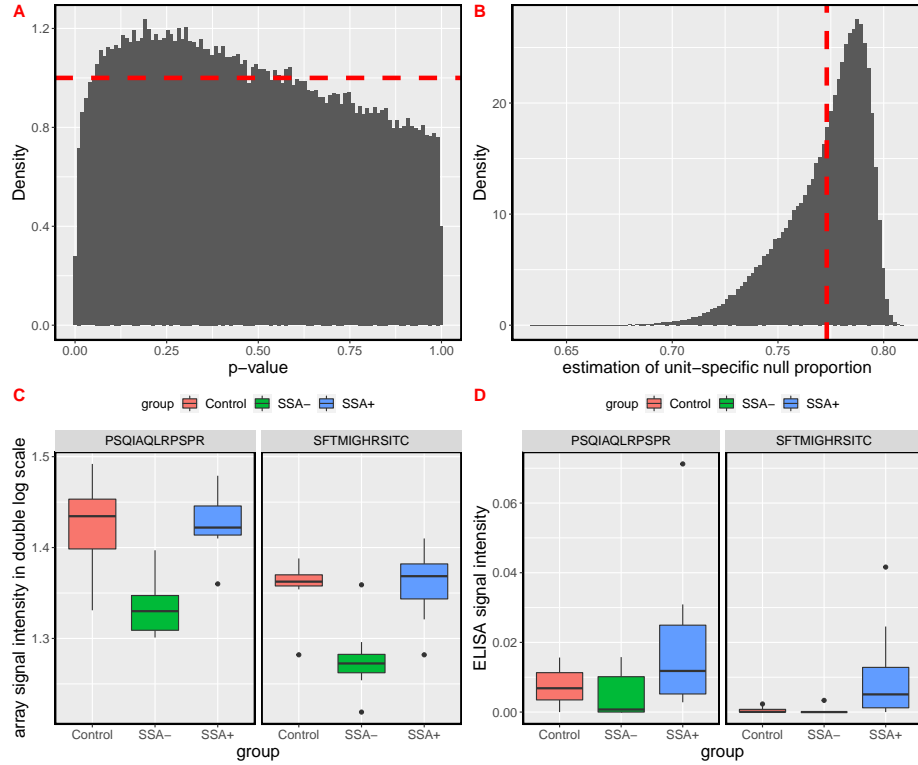 A
B
1.2
0.8
0.4
0.0
Density
0.00 0.25 0.50 0.75 1.00
p−value
20
10
0
Density
0.65 0.70 0.75 0.80
estimation of unit−specific null proportion
C
group Control SSA− SSA+
PSQIAQLRPSPR SFTMIGHRSITC
1.5
1.4
1.3
array signal intensity in double log scale
Control SSA− SSA+ Control SSA− SSA+
group
D
group Control SSA− SSA+
PSQIAQLRPSPR SFTMIGHRSITC
0.06
0.04
0.02
0.00
ELISA signal intensity
Control SSA− SSA+ Control SSA− SSA+
group